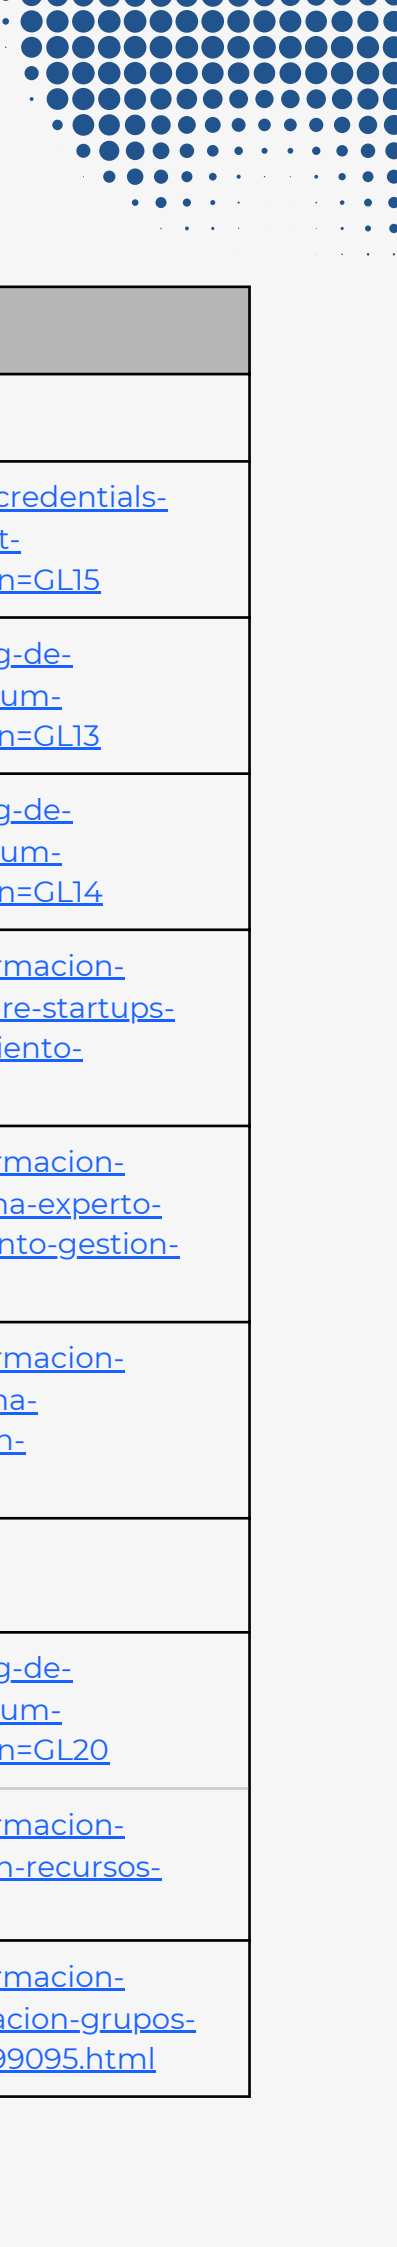 credentials-
t-
n=GL15
g-de-
um-
n=GL13
g-de-
um-
n=GL14
rmacion-
re-startups-
iento-
rmacion-
na-experto-
nto-gestion-
rmacion-
na-
n-
g-de-
um-
n=GL20
rmacion-
n-recursos-
rmacion-
acion-grupos-
99095.html